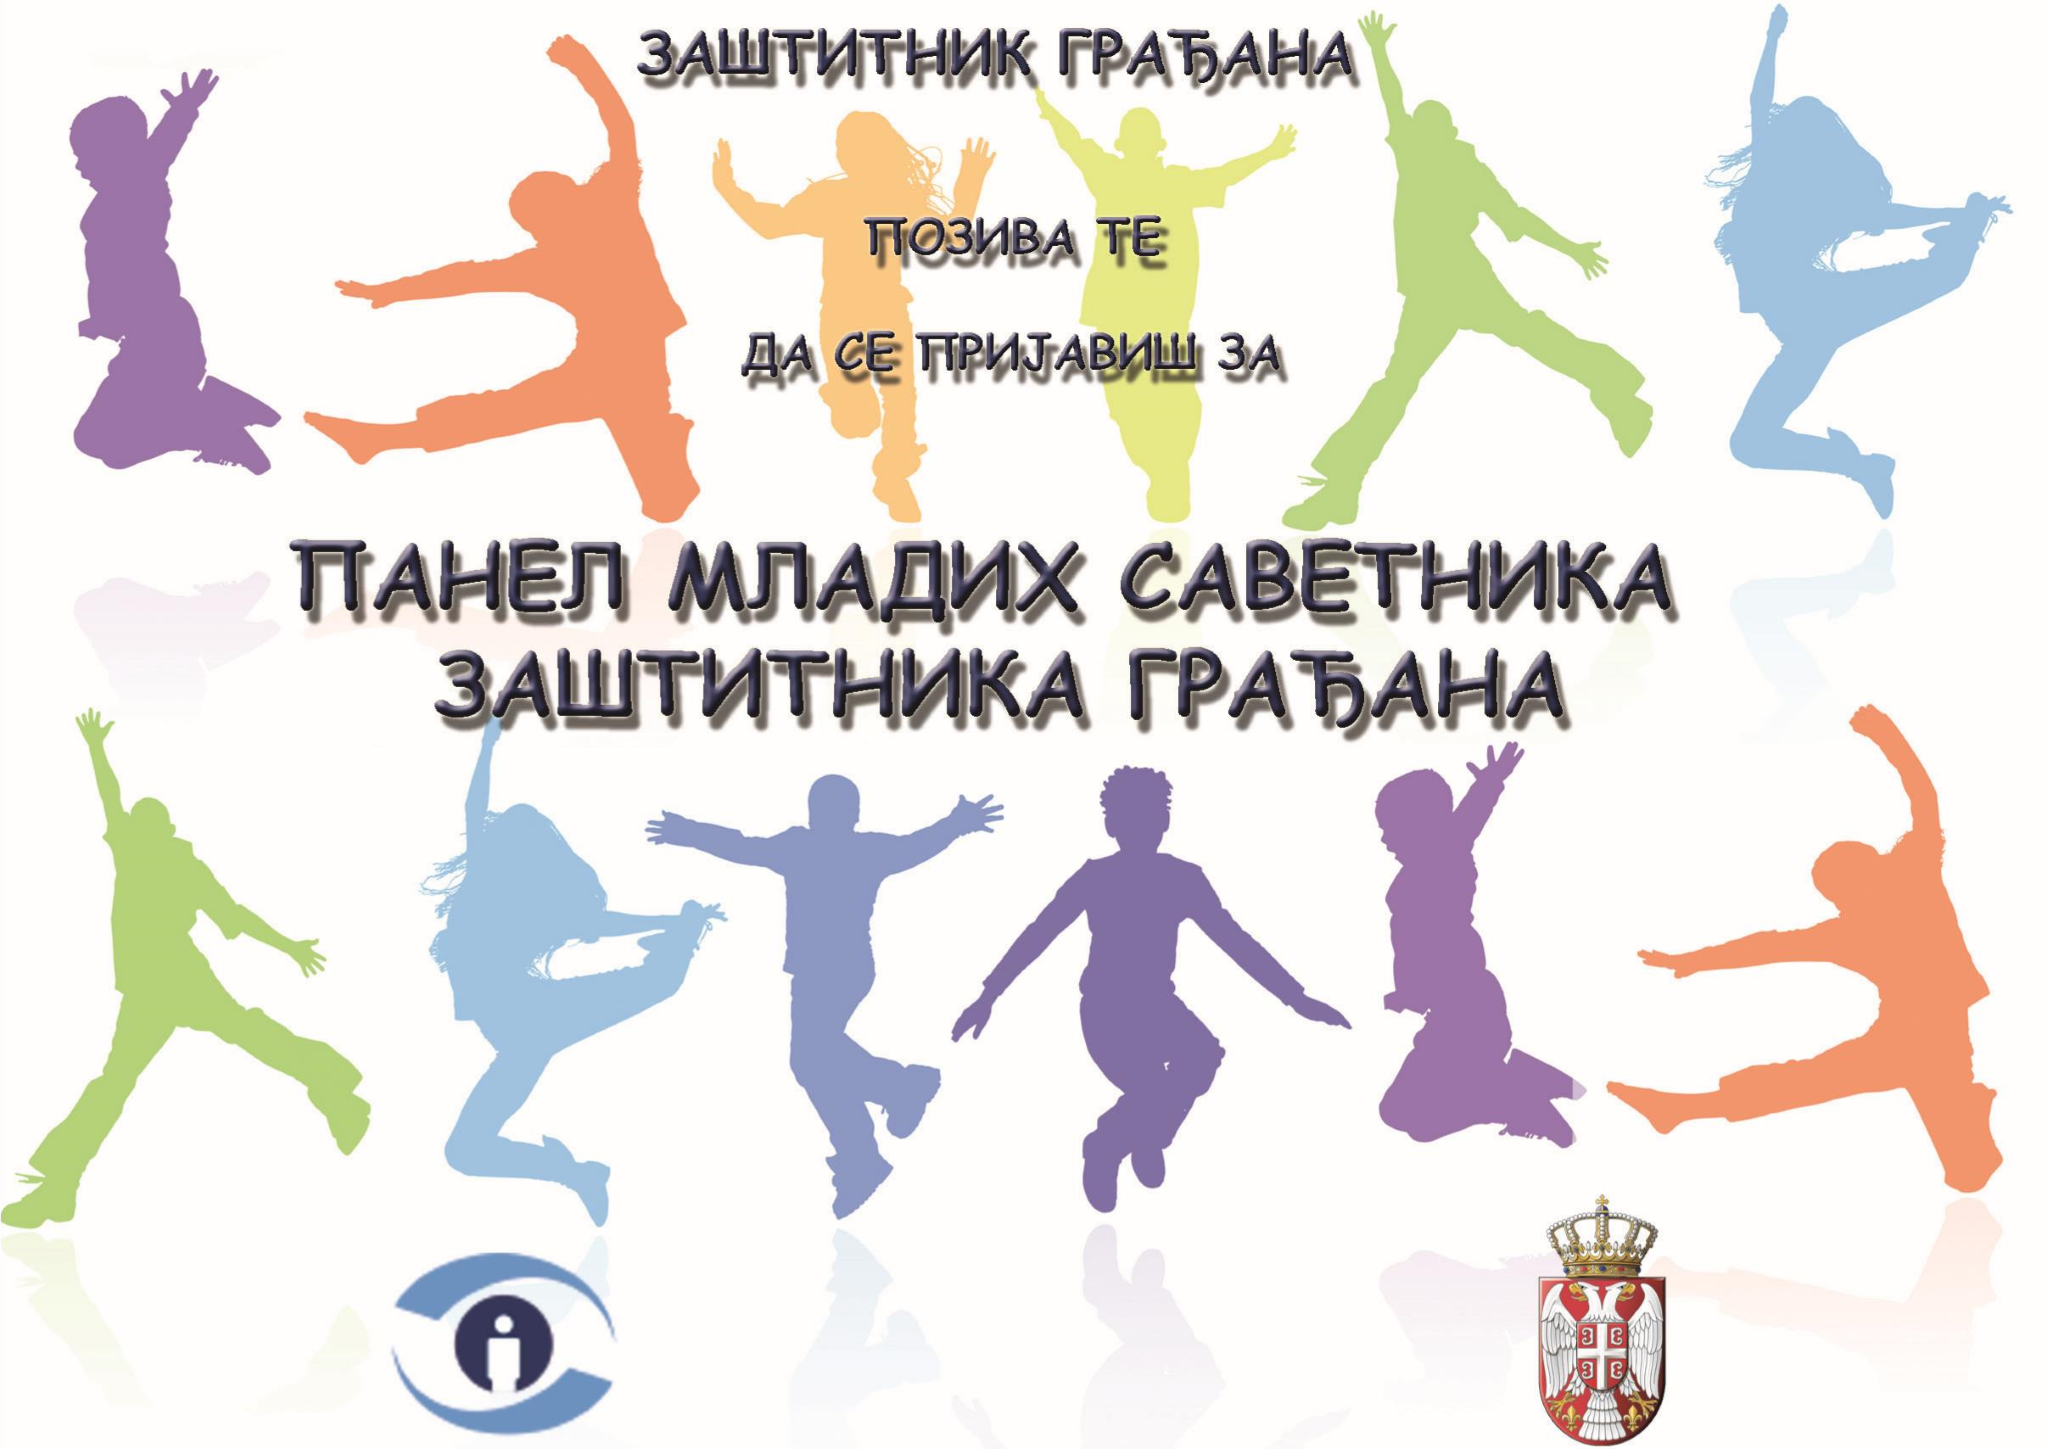 ЗАШТИТНИК ГРАЂАНА
ПОЗИВА ТЕ
ДА СЕ ПРИЈАВИШ ЗА
ПАНЕЛ МЛАДИХ САВЕТНИКА
ЗАШТИТНИКА ГРАЂАНА